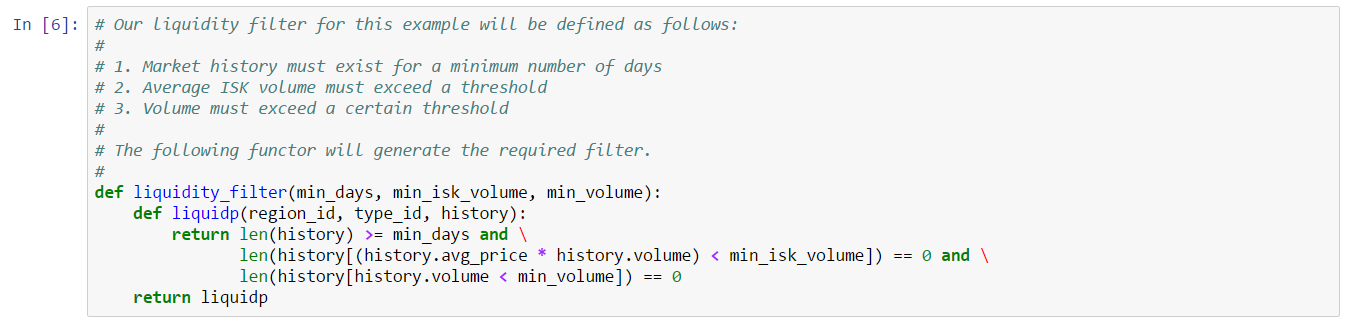 In [6]: # Our liquidity filter for this example will be defined as follows:
#
# 1. Market history must exist for a minimum number of days
# 2. Average ISK volume must exceed a threshold
# 3. Volume must exceed a certain threshold
#
# The following functor will generate the required filter.
#
def liquidity_filter(min_days, min_isk_volume, min_volume):
    def liquidp(region_id, type_id, history):
        return len(history) >= min_days and \
               len(history[(history.avg_price * history.volume) < min_isk_volume]) == 0 and \
               len(history[history.volume < min_volume]) == 0
    return liquidp